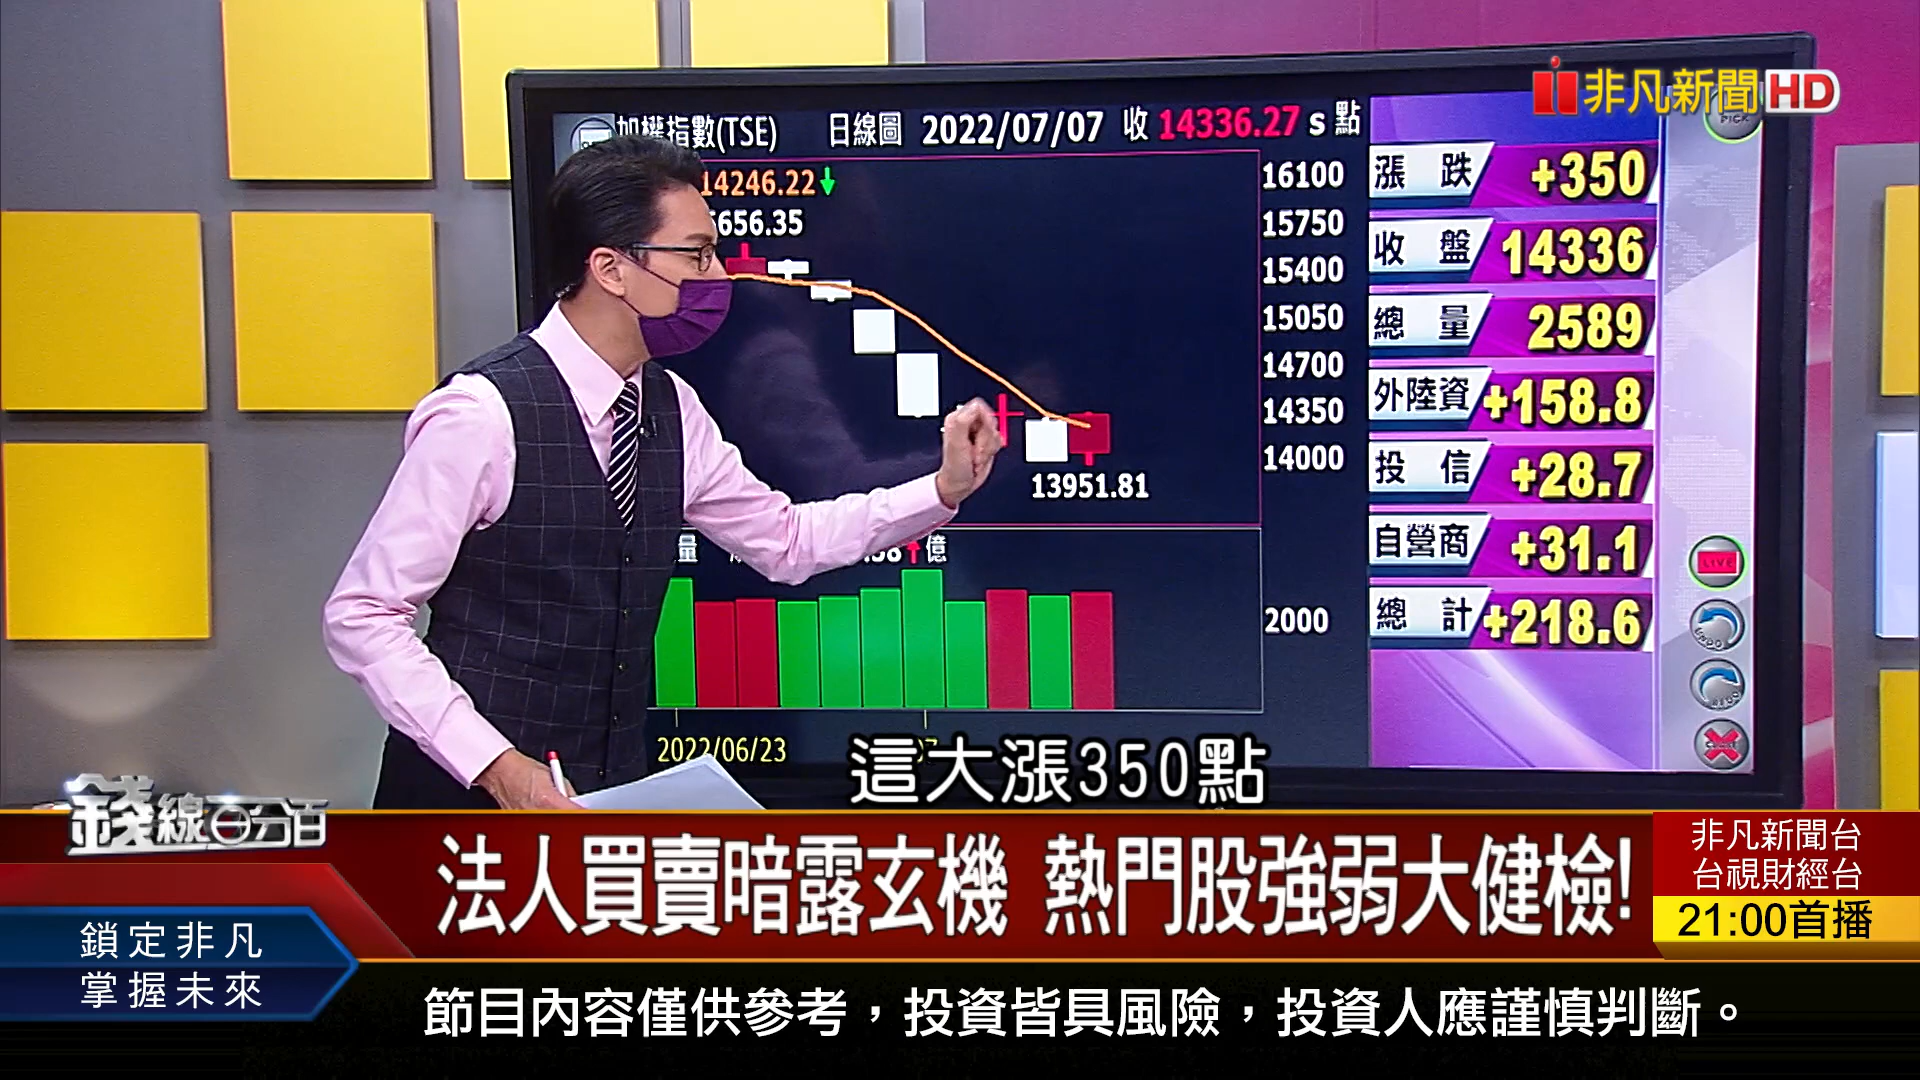 非凡新聞HD
PICK
加權指數(TSE) 日線圖 2022/07/07 收 14336.27 s 點
14246.22↓
5656.35
16100
15750
15400
15050
14700
14350
14000
13951.81
量
↑億
2000
2022/06/23
07
漲跌 +350
收盤 14336
總量 2589
外陸資 +158.8
投信 +28.7
自營商 +31.1
總計 +218.6
LIVE
UNDO
這大漲350點
錢線百分百
法人買賣暗露玄機 熱門股強弱大健檢!
非凡新聞台
台視財經台
21:00首播
鎖定非凡
掌握未來
節目內容僅供參考，投資皆具風險，投資人應謹慎判斷。